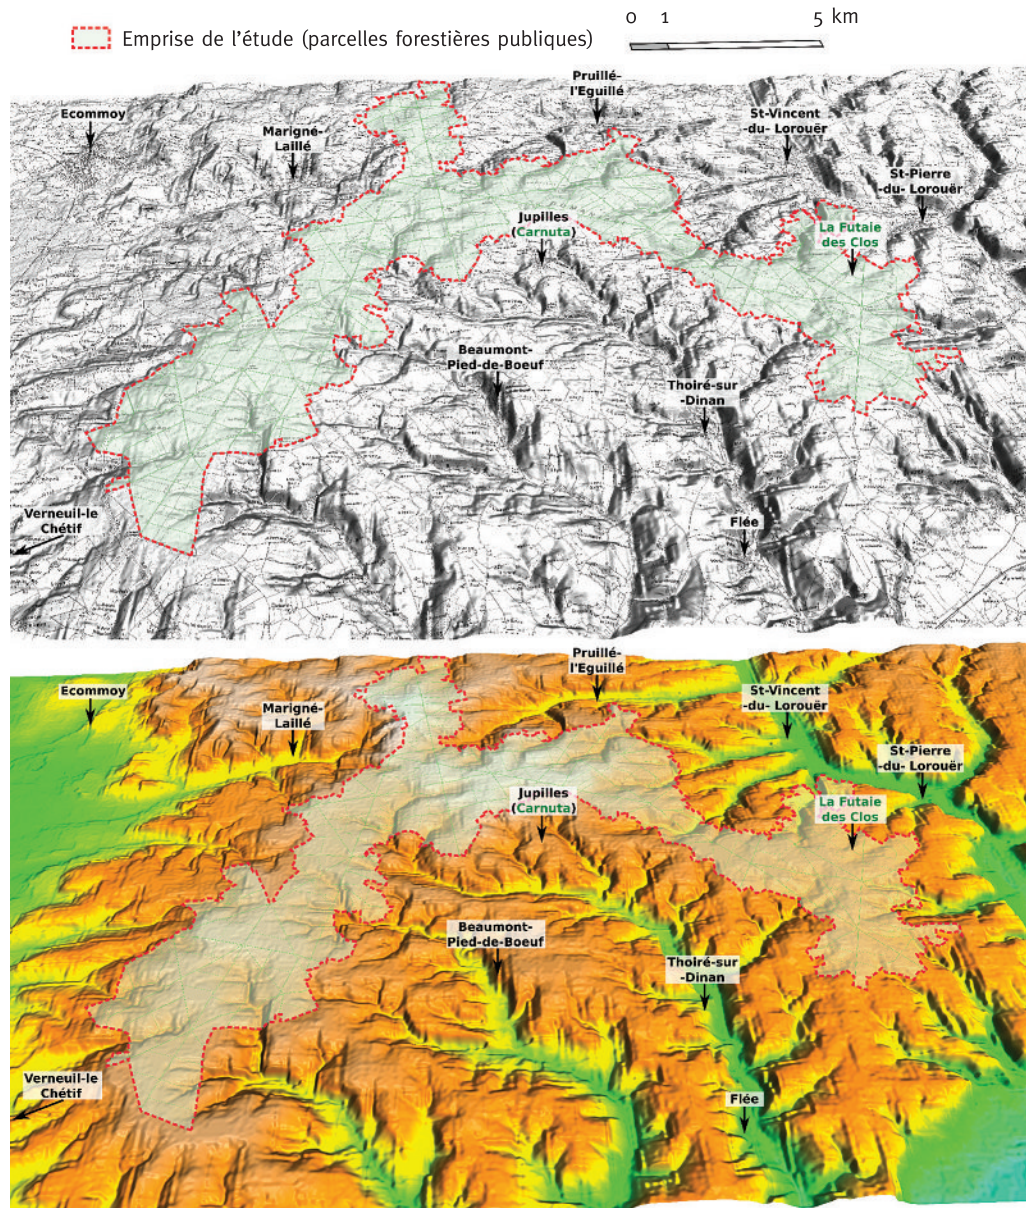 0 1 5 km
Emprise de l’étude (parcelles forestières publiques)
Pruillé-
l'Eguillé
Ecommoy
St-Vincent
-du- Lorouër
Marigné-
Laillé
St-Pierre
-du- Lorouër
Jupilles
(Carnuta)
La Futaie
des Clos
Beaumont-
Pied-de-Boeuf
Thoiré-sur
-Dinan
Verneuil-le
Chétif
Flée
Pruillé-
l'Eguillé
Ecommoy
St-Vincent
-du- Lorouër
Marigné-
Laillé
St-Pierre
-du- Lorouër
Jupilles
(Carnuta)
La Futaie
des Clos
Beaumont-
Pied-de-Boeuf
Thoiré-sur
-Dinan
Verneuil-le
Chétif
Flée